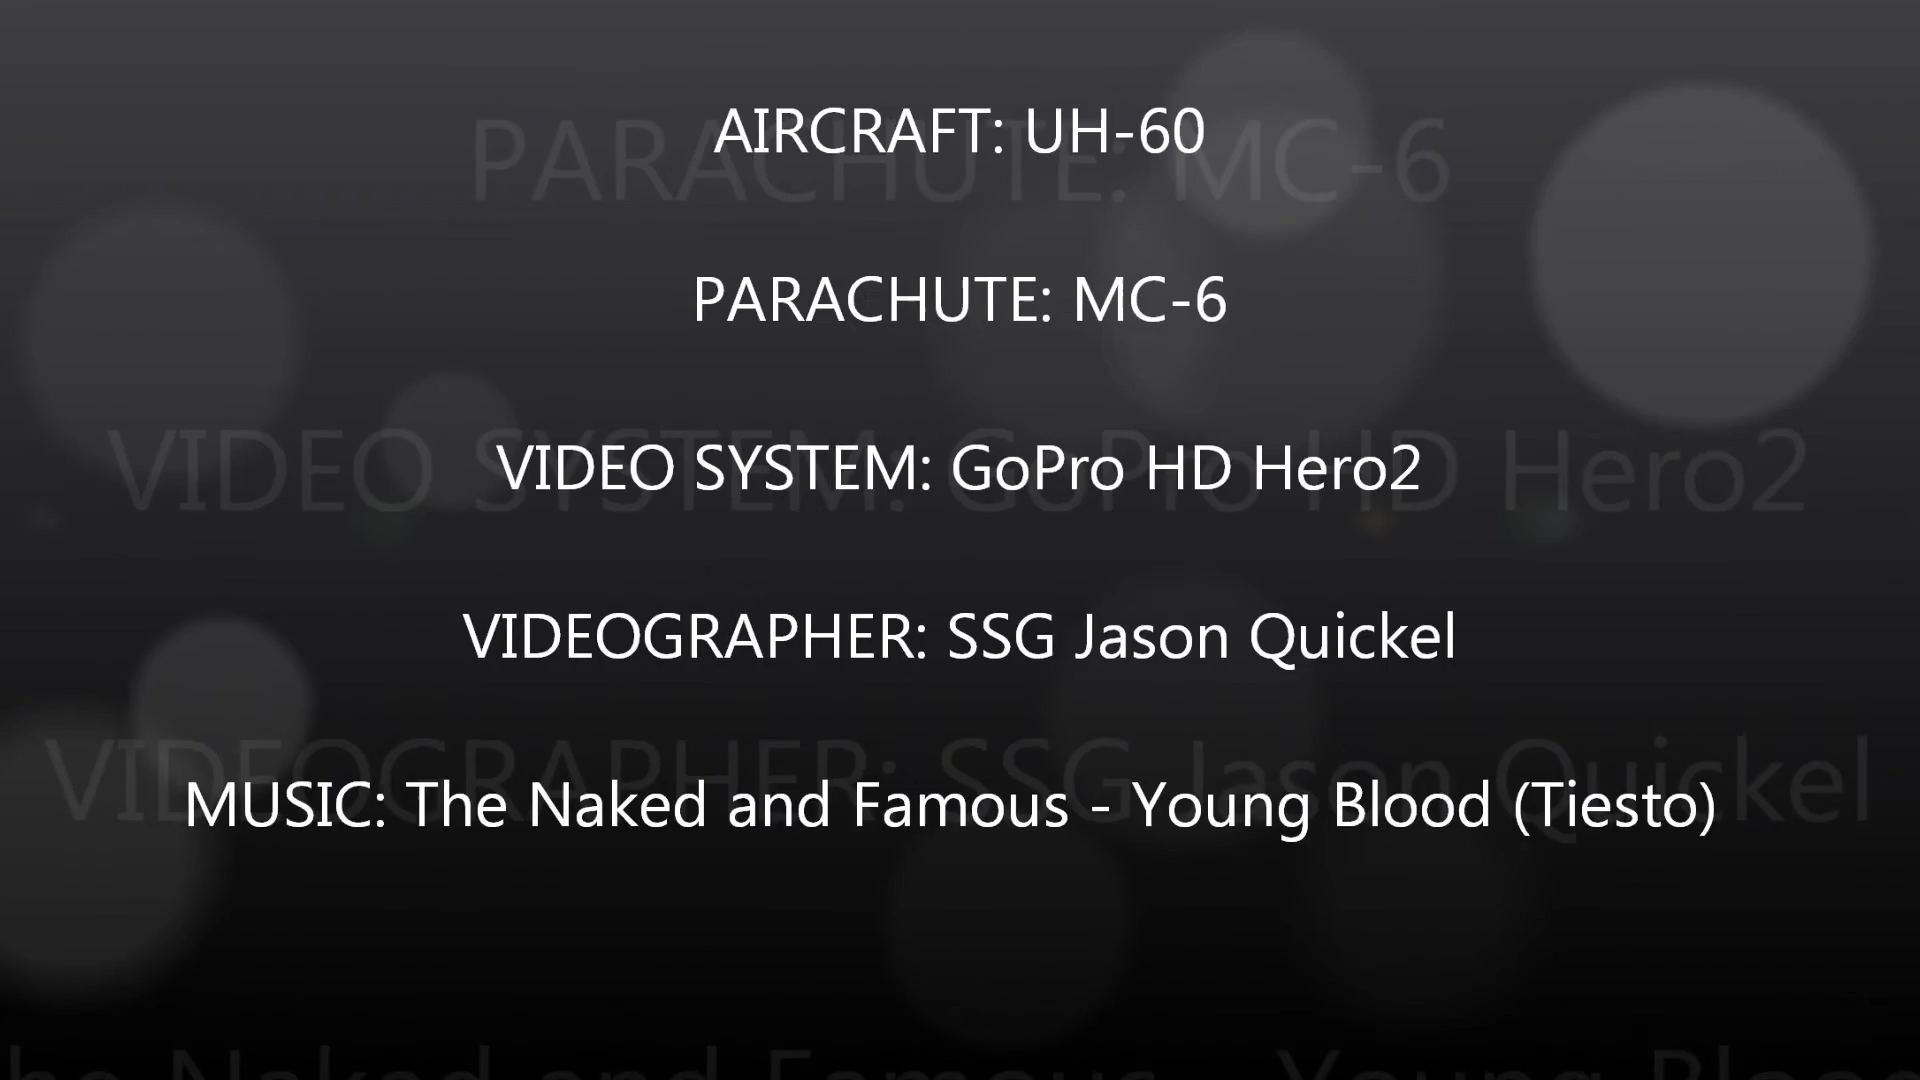 AIRCRAFT: UH-60
PARACHUTE: MC-6
VIDEO SYSTEM: GoPro HD Hero2
VIDEOGRAPHER: SSG Jason Quickel
MUSIC: The Naked and Famous - Young Blood (Tiesto)